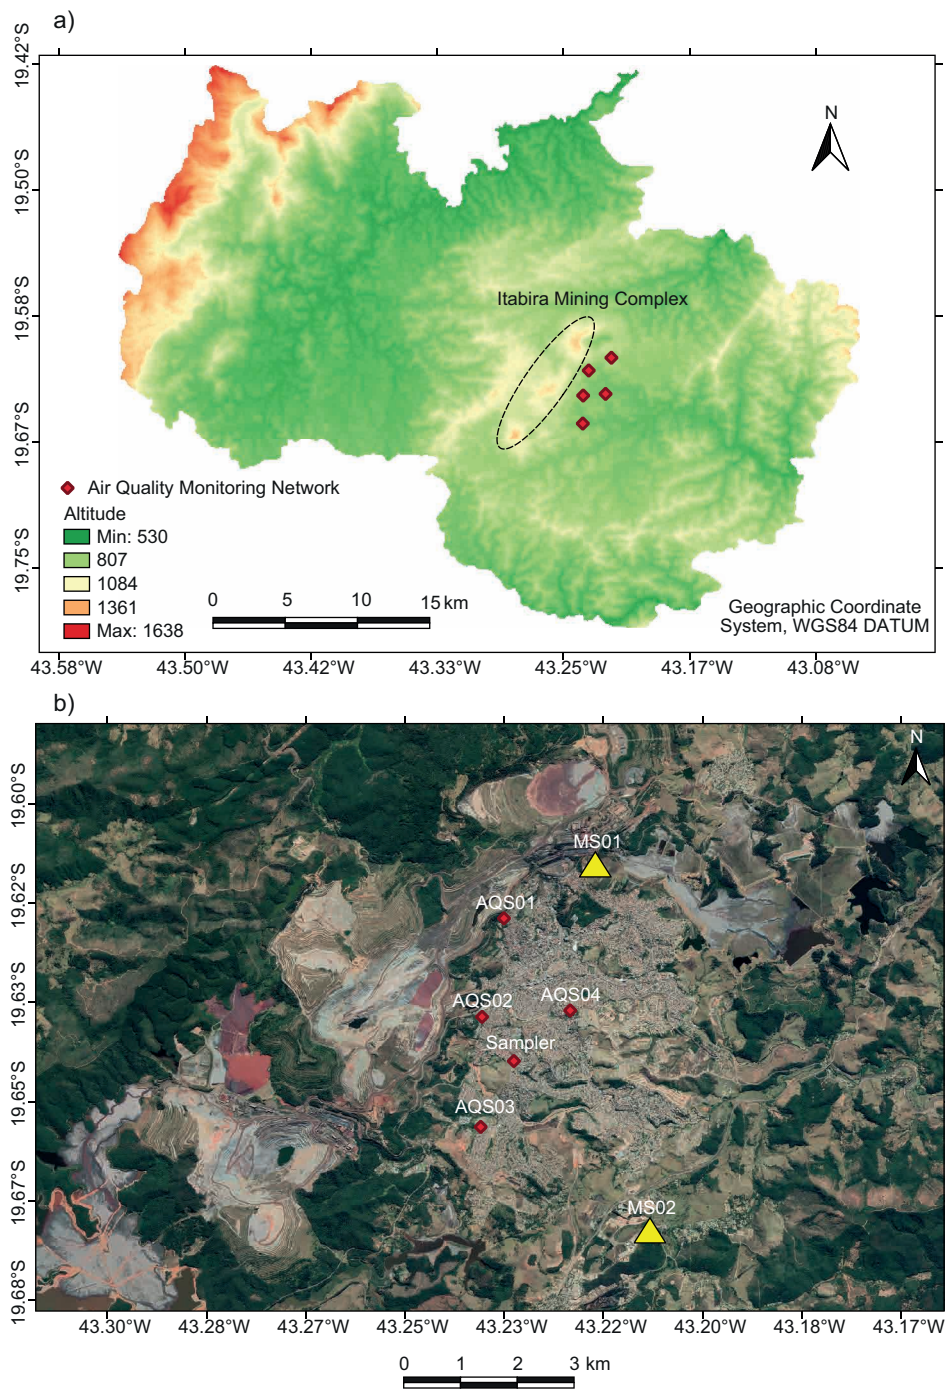 a)
19.42°S
19.50°S
19.58°S
19.67°S
19.75°S
N
Itabira Mining Complex
Air Quality Monitoring Network
Altitude
Min: 530
807
1084
1361
Max: 1638
0 5 10 15 km
Geographic Coordinate
System, WGS84 DATUM
43.58°W 43.50°W 43.42°W 43.33°W 43.25°W 43.17°W 43.08°W
b)
19.60°S
19.62°S
19.63°S
19.65°S
19.67°S
19.68°S
N
MS01
AQS01
AQS02
AQS04
Sampler
AQS03
MS02
43.30°W 43.28°W 43.27°W 43.25°W 43.23°W 43.22°W 43.20°W 43.18°W 43.17°W
0 1 2 3 km